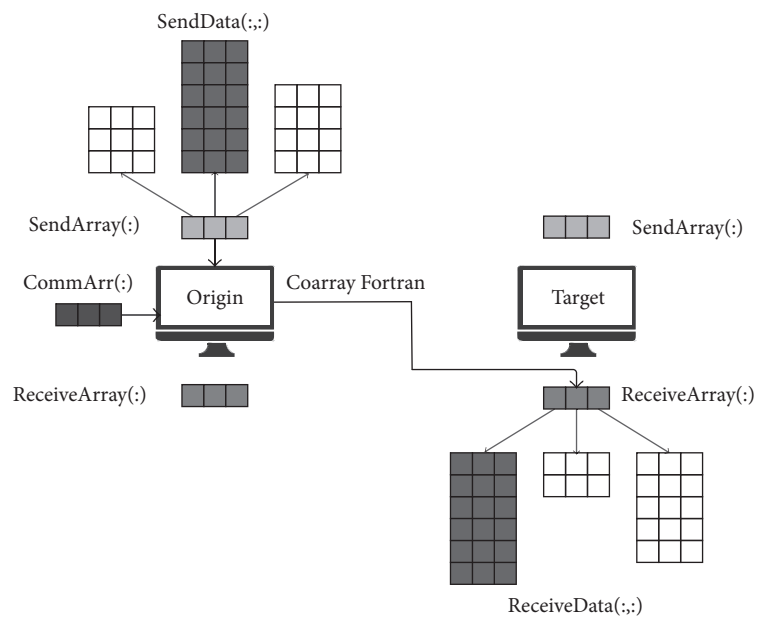 SendData(:,:)
SendArray(:)
SendArray(:)
CommArr(:)
Origin
Coarray Fortran
Target
ReceiveArray(:)
ReceiveArray(:)
ReceiveData(:,:)